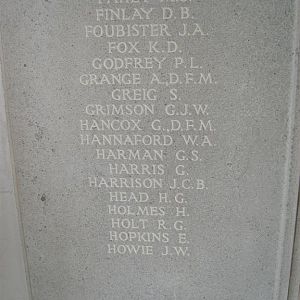 FINLAY D.B.
FOUBISTER J.A.
FOX K.D.
GODFREY P.L.
GRANGE A.,D.F.M.
GREIG S.
GRIMSON G.J.W.
HANCOX G.,D.F.M.
HANNAFORD W.A.
HARMAN G.S.
HARRIS G.
HARRISON J.C.B.
HEAD H.G.
HOLMES H.
HOLT R.G.
HOPKINS E.
HOWIE J.W.